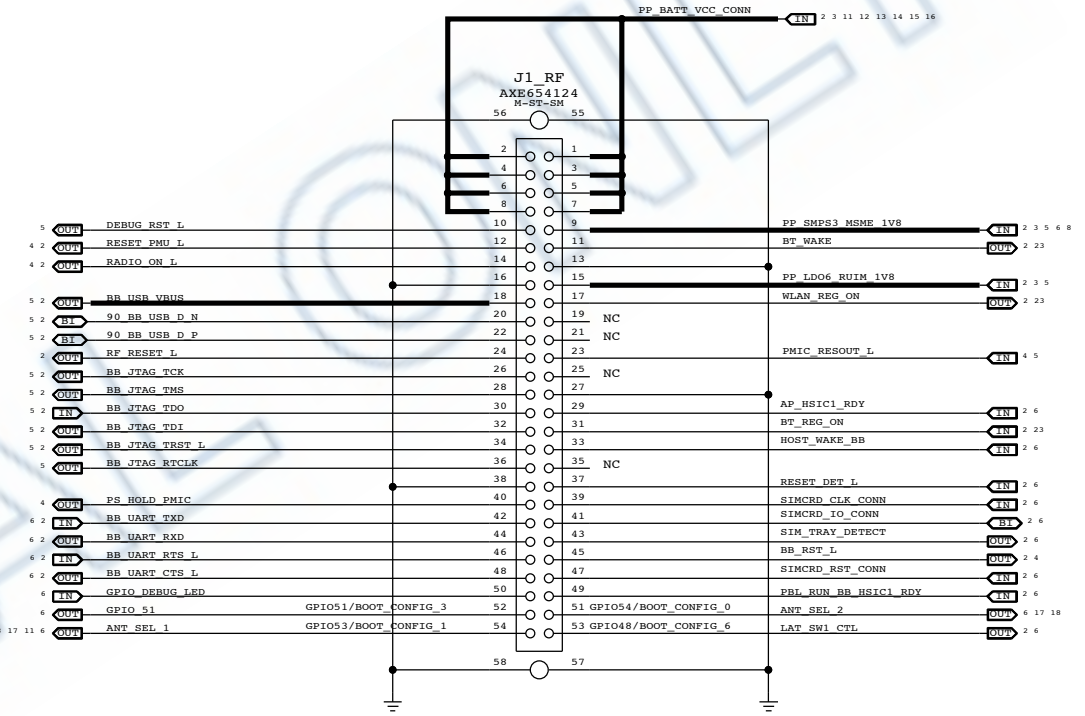 PP_BATT_VCC_CONN IN 2 3 11 12 13 14 15 16
J1_RF
AXE654124
M-ST-SM
56 55
2 1
4 3
6 5
8 7
5 OUT DEBUG_RST_L 10 9 PP_SMPS3_MSME_1V8 IN 2 3 5 6 8
4 2 OUT RESET_PMU_L 12 11 BT_WAKE OUT 2 23
4 2 OUT RADIO_ON_L 14 13
16 15 PP_LDO6_RUIM_1V8 IN 2 3 5
5 2 OUT BB_USB_VBUS 18 17 WLAN_REG_ON OUT 2 23
5 2 BI 90_BB_USB_D_N 20 19 NC
5 2 BI 90_BB_USB_D_P 22 21 NC
2 OUT RF_RESET_L 24 23 PMIC_RESOUT_L IN 4 5
5 2 OUT BB_JTAG_TCK 26 25 NC
5 2 OUT BB_JTAG_TMS 28 27
5 2 IN BB_JTAG_TDO 30 29 AP_HSIC1_RDY IN 2 6
5 2 OUT BB_JTAG_TDI 32 31 BT_REG_ON IN 2 23
5 2 OUT BB_JTAG_TRST_L 34 33 HOST_WAKE_BB IN 2 6
5 OUT BB_JTAG_RTCLK 36 35 NC
38 37 RESET_DET_L IN 2 6
4 OUT PS_HOLD_PMIC 40 39 SIMCRD_CLK_CONN IN 2 6
6 2 IN BB_UART_TXD 42 41 SIMCRD_IO_CONN BI 2 6
6 2 OUT BB_UART_RXD 44 43 SIM_TRAY_DETECT OUT 2 6
6 2 IN BB_UART_RTS_L 46 45 BB_RST_L OUT 2 4
6 2 OUT BB_UART_CTS_L 48 47 SIMCRD_RST_CONN IN 2 6
6 IN GPIO_DEBUG_LED 50 49 PBL_RUN_BB_HSIC1_RDY IN 2 6
6 OUT GPIO_51 GPIO51/BOOT_CONFIG_3 52 51 GPIO54/BOOT_CONFIG_0 ANT_SEL_2 OUT 6 17 18
17 11 6 OUT ANT_SEL_1 GPIO53/BOOT_CONFIG_1 54 53 GPIO48/BOOT_CONFIG_6 LAT_SW1_CTL OUT 2 6
58 57
AL ONLY